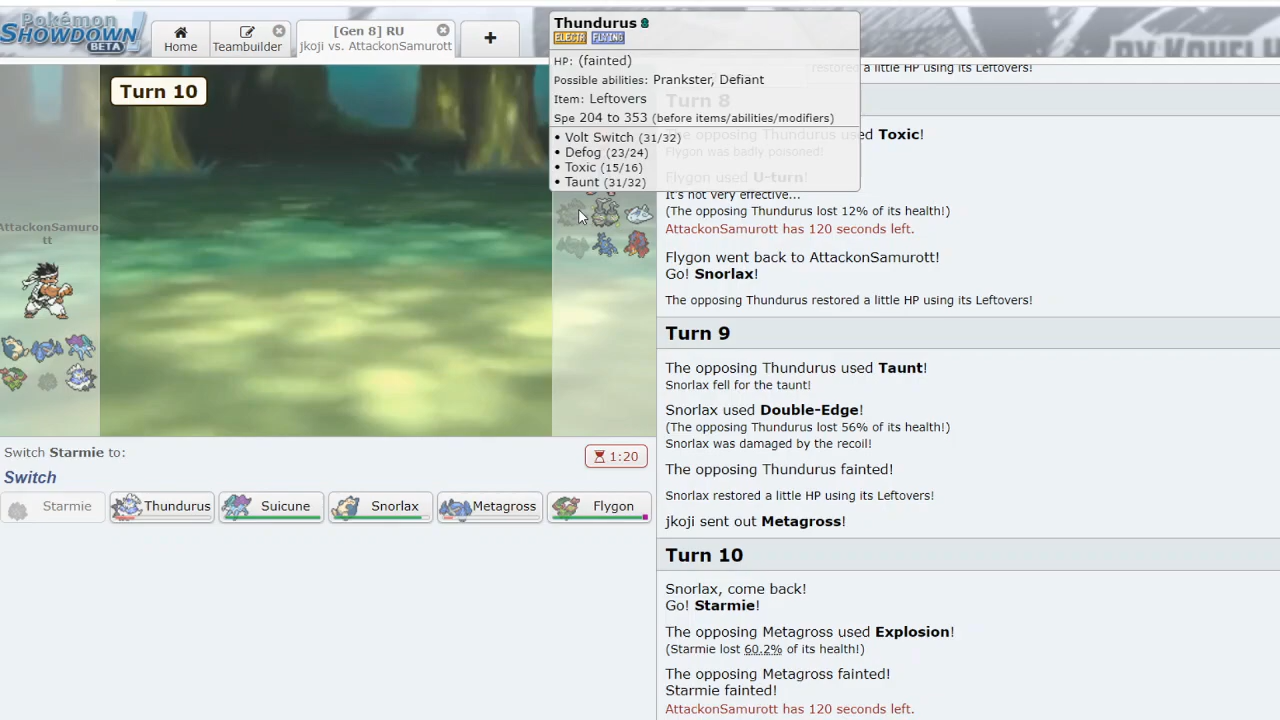 Pokémon
SHOWDOWN
BETA
Home
Teambuilder
[Gen 8] RU
jkoji vs. AttackonSamurott
+
Turn 10
Thundurus
ELECTR FLYING
HP: (fainted)
Possible abilities: Prankster, Defiant
Item: Leftovers
Spe 204 to 353 (before items/abilities/modifiers)
• Volt Switch (31/32)
• Defog (23/24)
• Toxic (15/16)
• Taunt (31/32)
AttackonSamuro
tt
Switch Starmie to:
1:20
Switch
Starmie
Thundurus
Suicune
Snorlax
Metagross
Flygon
a little HP using its Leftovers!
Turn 8
The opposing Thundurus used Toxic!
Flygon was badly poisoned!
Flygon used U-turn!
It's not very effective...
(The opposing Thundurus lost 12% of its health!)
AttackonSamurott has 120 seconds left.
Flygon went back to AttackonSamurott!
Go! Snorlax!
The opposing Thundurus restored a little HP using its Leftovers!
Turn 9
The opposing Thundurus used Taunt!
Snorlax fell for the taunt!
Snorlax used Double-Edge!
(The opposing Thundurus lost 56% of its health!)
Snorlax was damaged by the recoil!
The opposing Thundurus fainted!
Snorlax restored a little HP using its Leftovers!
jkoji sent out Metagross!
Turn 10
Snorlax, come back!
Go! Starmie!
The opposing Metagross used Explosion!
(Starmie lost 60.2% of its health!)
The opposing Metagross fainted!
Starmie fainted!
AttackonSamurott has 120 seconds left.